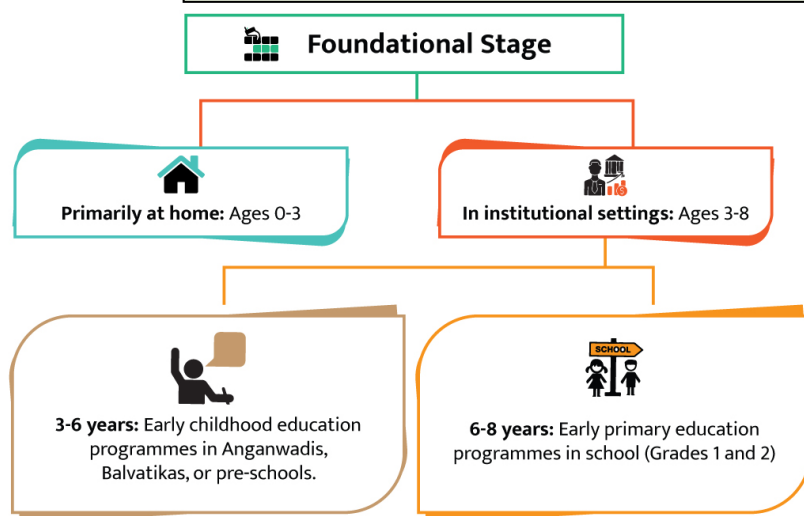 Foundational Stage
Primarily at home: Ages 0-3
In institutional settings: Ages 3-8
3-6 years: Early childhood education
programmes in Anganwadis,
Balvatikas, or pre-schools.
SCHOOL
6-8 years: Early primary education
programmes in school (Grades 1 and 2)